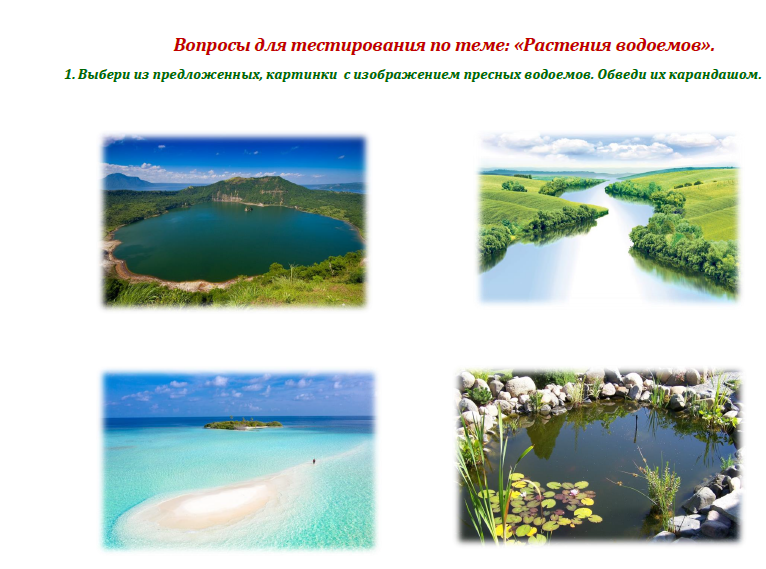 Вопросы для тестирования по теме: «Растения водоемов».
1. Выбери из предложенных, картинки с изображением пресных водоемов. Обведи их карандашом.